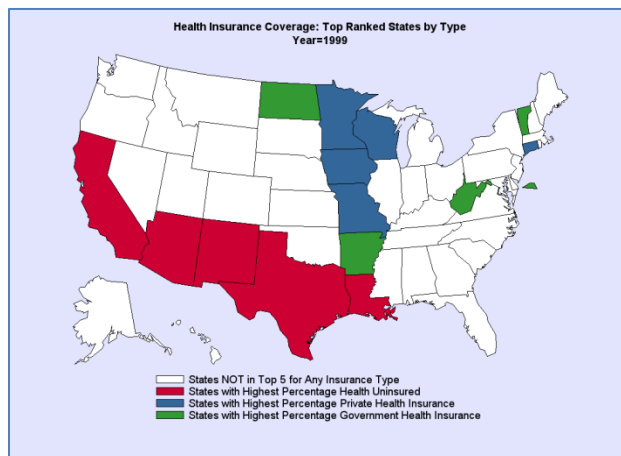 Health Insurance Coverage: Top Ranked States by Type
Year=1999
States NOT in Top 5 for Any Insurance Type
States with Highest Percentage Health Uninsured
States with Highest Percentage Private Health Insurance
States with Highest Percentage Government Health Insurance